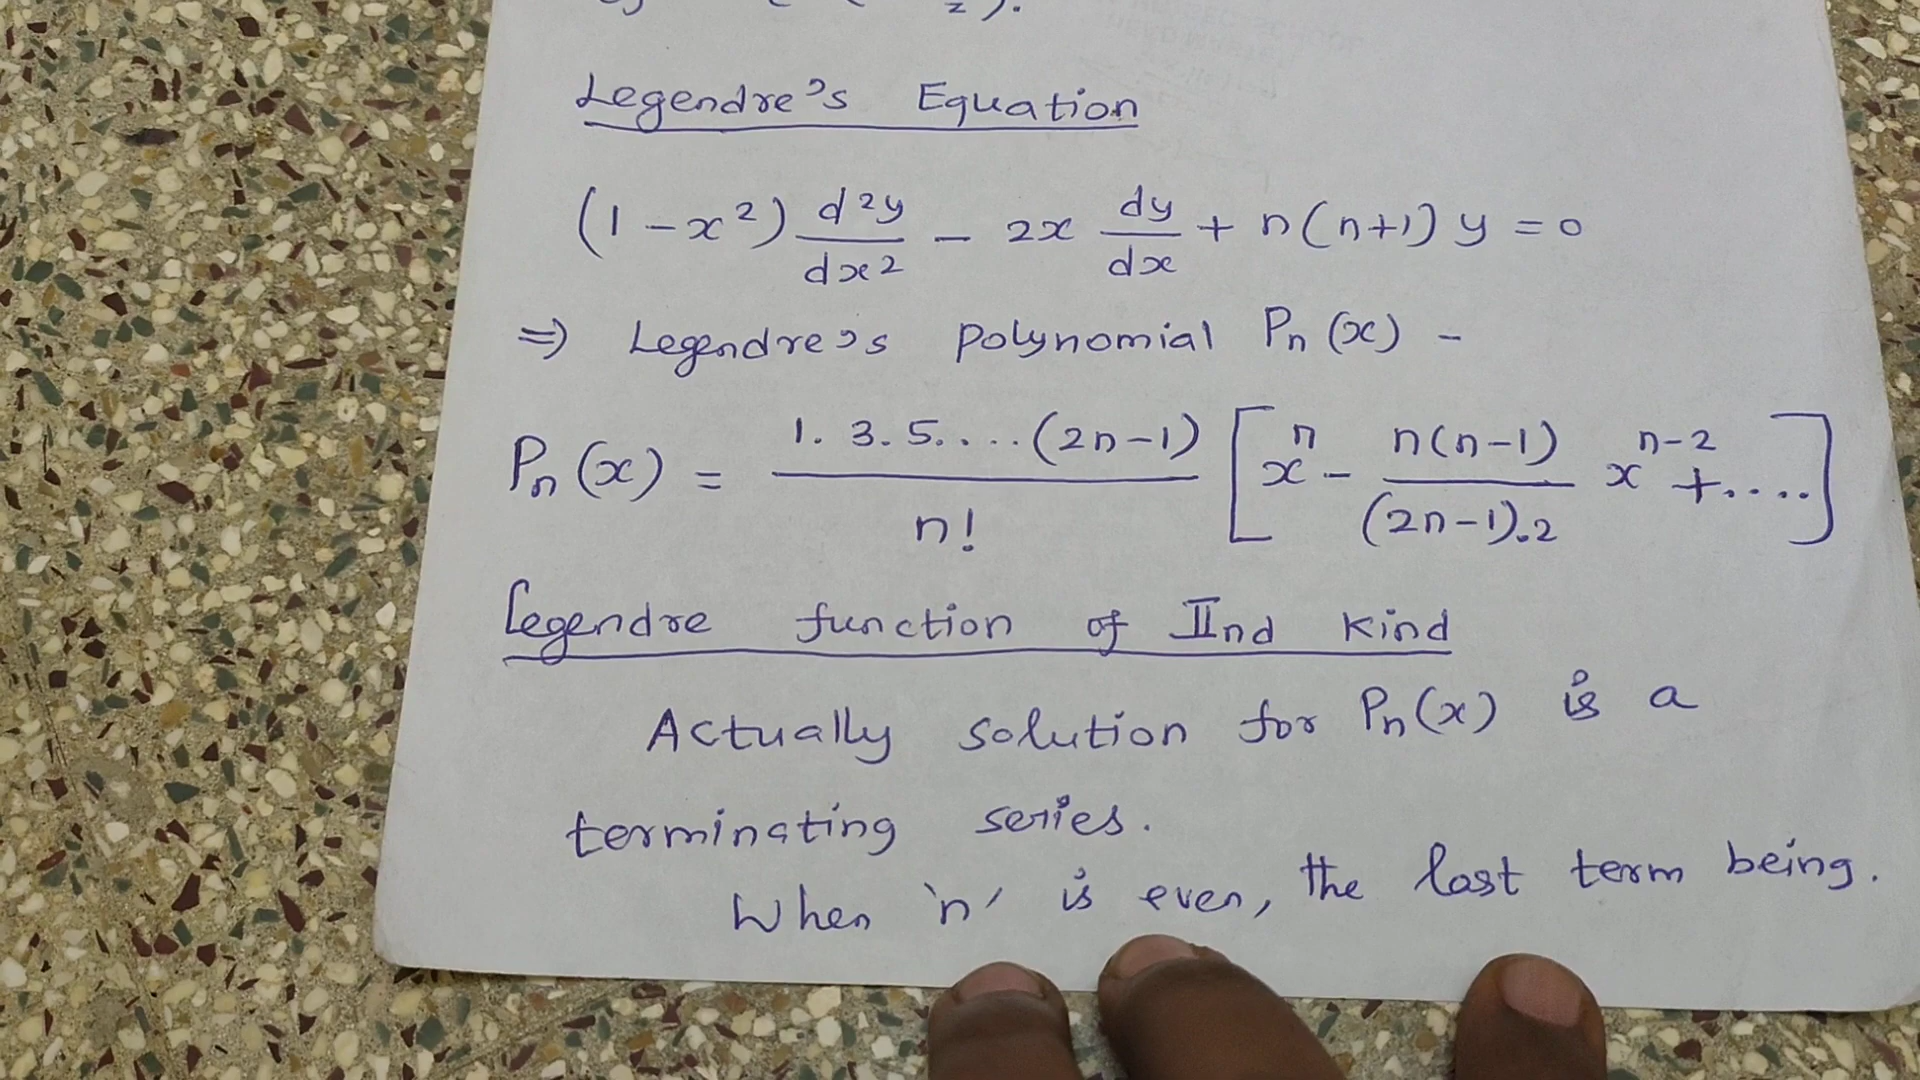 Legendre's Equation
(1-x²) d²y/dx² - 2x dy/dx + n(n+1) y = 0
⇒ Legendre's polynomial Pn (x) -
Pn (x) = 1. 3. 5. . . . (2n-1) / n! [x^n - n(n-1) / (2n-1).2 x^n-2 + . . . .]
Legendre function of IInd kind
Actually solution for Pn(x) is a
terminating series.
When 'n' is even, the last term being.